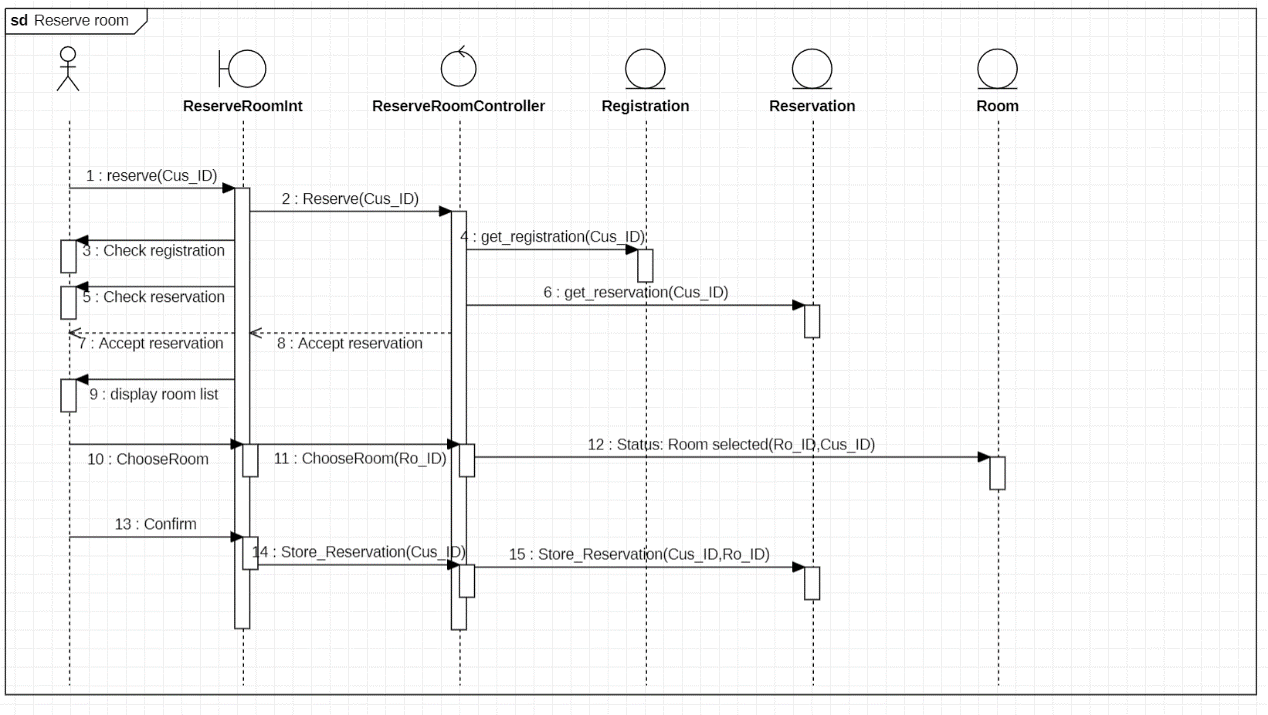 sd Reserve room
ReserveRoomInt
ReserveRoomController
Registration
Reservation
Room
1 : reserve(Cus_ID)
2 : Reserve(Cus_ID)
3 : Check registration
4 : get_registration(Cus_ID)
5 : Check reservation
6 : get_reservation(Cus_ID)
7 : Accept reservation
8 : Accept reservation
9 : display room list
10 : ChooseRoom
11 : ChooseRoom(Ro_ID)
12 : Status: Room selected(Ro_ID,Cus_ID)
13 : Confirm
14 : Store_Reservation(Cus_ID)
15 : Store_Reservation(Cus_ID,Ro_ID)